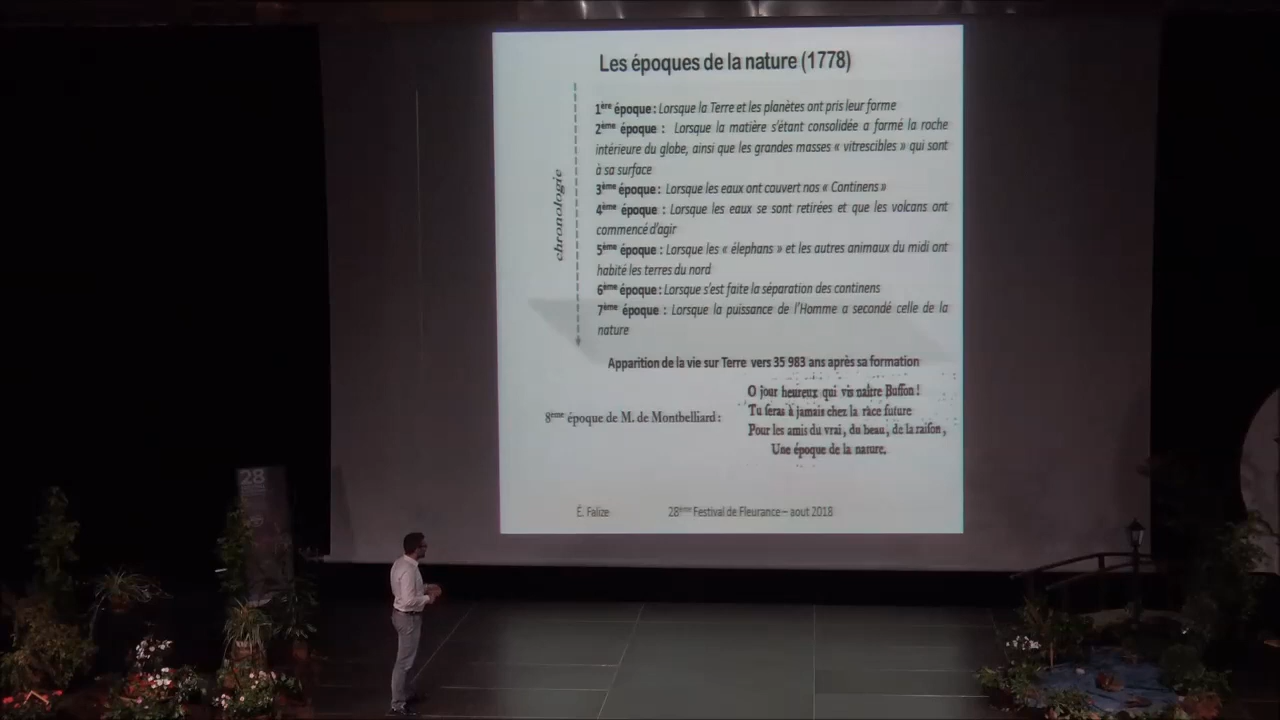 Les époques de la nature (1778)
chronologie
1ère époque : Lorsque la Terre et les planètes ont pris leur forme
2ème époque : Lorsque la matière s'étant consolidée a formé la roche
intérieure du globe, ainsi que les grandes masses « vitrescibles » qui sont
à sa surface
3ème époque : Lorsque les eaux ont couvert nos « Continens »
4ème époque : Lorsque les eaux se sont retirées et que les volcans ont
commencé d'agir
5ème époque : Lorsque les « élephans » et les autres animaux du midi ont
habité les terres du nord
6ème époque : Lorsque s'est faite la séparation des continens
7ème époque : Lorsque la puissance de l'Homme a secondé celle de la
nature
Apparition de la vie sur Terre vers 35 983 ans après sa formation
8ème époque de M. de Montbelliard :
O jour heureux qui vis naître Buffon !
Tu seras à jamais chez la race future
Pour les amis du vrai, du beau, de la raison,
Une époque de la nature.
É. Falize
28ème Festival de Fleurance – aout 2018
28